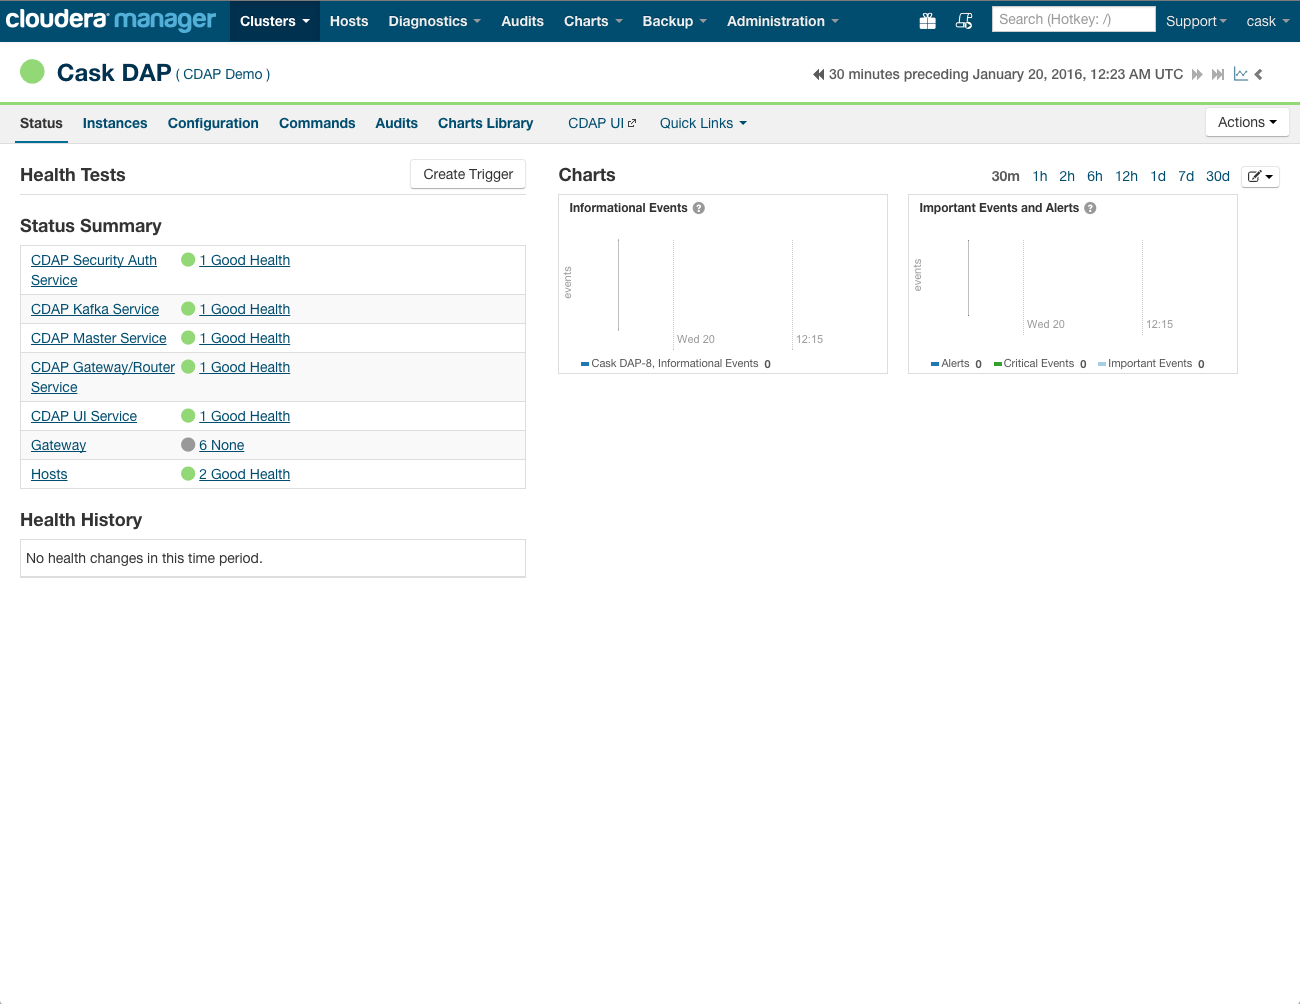 cloudera manager Clusters Hosts Diagnostics Audits Charts Backup Administration Search (Hotkey: /) Support cask
Cask DAP ( CDAP Demo ) 30 minutes preceding January 20, 2016, 12:23 AM UTC
Status Instances Configuration Commands Audits Charts Library CDAP UI Quick Links Actions
Health Tests Create Trigger
Status Summary
CDAP Security Auth Service 1 Good Health
CDAP Kafka Service 1 Good Health
CDAP Master Service 1 Good Health
CDAP Gateway/Router Service 1 Good Health
CDAP UI Service 1 Good Health
Gateway 6 None
Hosts 2 Good Health
Health History
No health changes in this time period.
Charts 30m 1h 2h 6h 12h 1d 7d 30d
Informational Events ?
events
Wed 20 12:15
Cask DAP-8, Informational Events 0
Important Events and Alerts ?
events
Wed 20 12:15
Alerts 0 Critical Events 0 Important Events 0